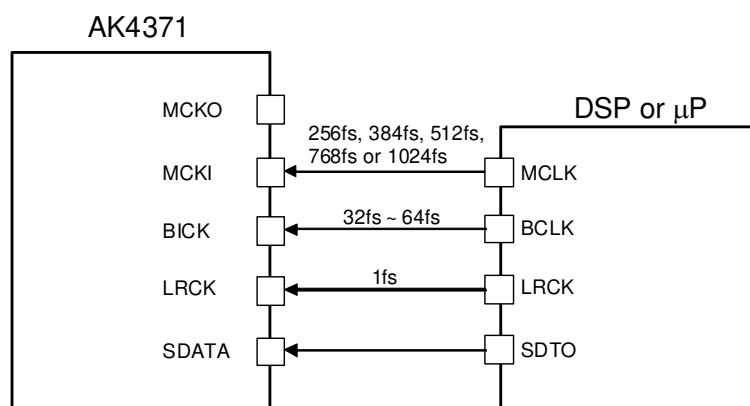 AK4371
DSP or μP
MCKO
256fs, 384fs, 512fs,
768fs or 1024fs
MCKI
MCLK
32fs ~ 64fs
BICK
BCLK
1fs
LRCK
LRCK
SDATA
SDTO